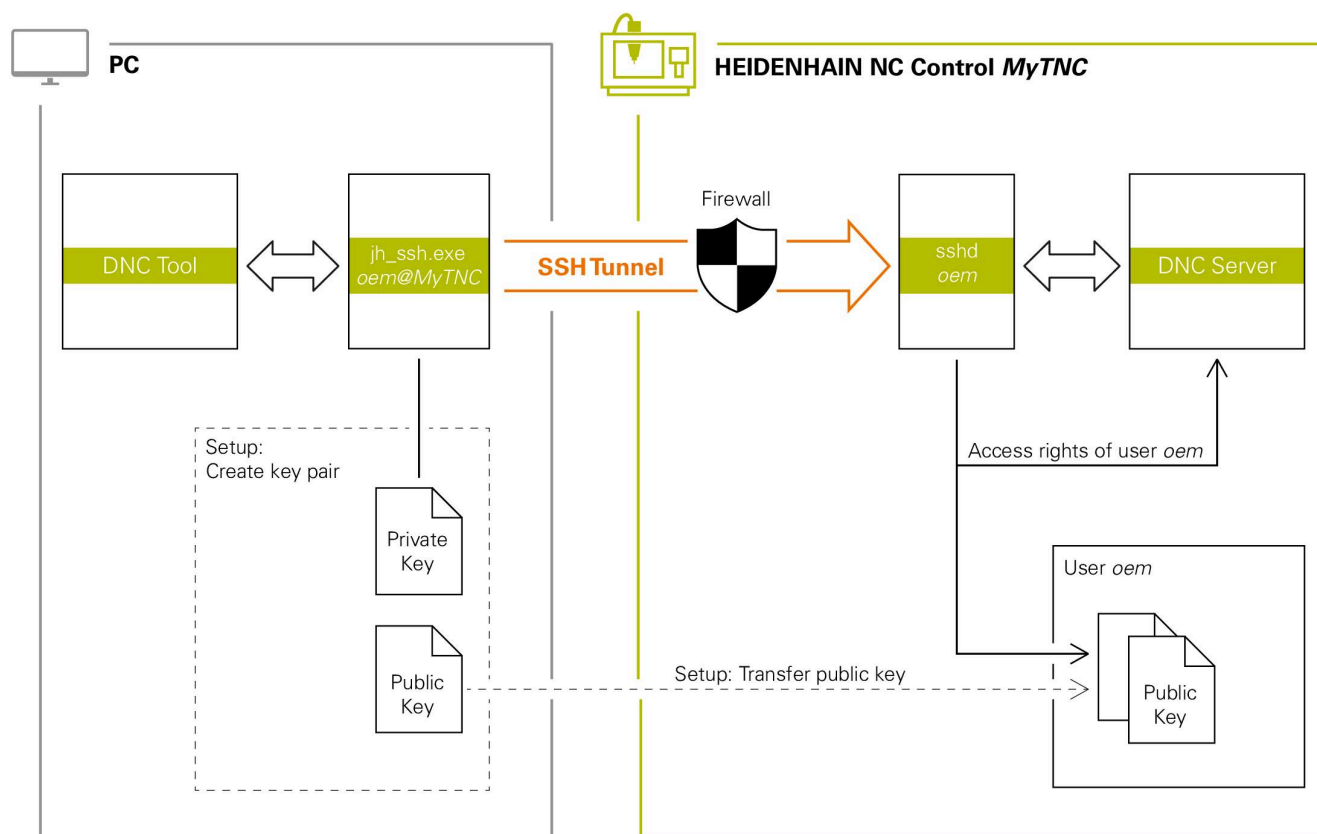 PC
HEIDENHAIN NC Control MyTNC
Firewall
DNC Tool
jh_ssh.exe
oem@MyTNC
SSH Tunnel
sshd
oem
DNC Server
Setup:
Create key pair
Access rights of user oem
Private
Key
User oem
Setup: Transfer public key
Public
Key
Public
Key